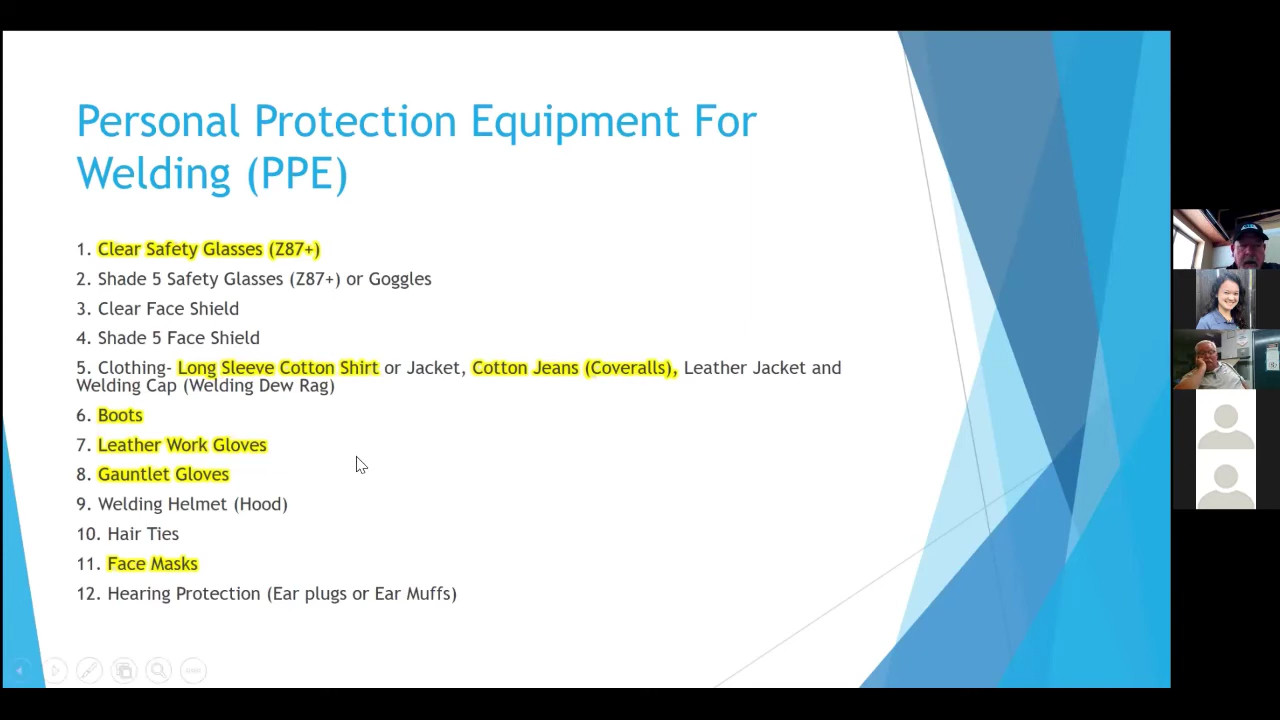 Personal Protection Equipment For
Welding (PPE)
1. Clear Safety Glasses (Z87+)
2. Shade 5 Safety Glasses (Z87+) or Goggles
3. Clear Face Shield
4. Shade 5 Face Shield
5. Clothing- Long Sleeve Cotton Shirt or Jacket, Cotton Jeans (Coveralls), Leather Jacket and
Welding Cap (Welding Dew Rag)
6. Boots
7. Leather Work Gloves
8. Gauntlet Gloves
9. Welding Helmet (Hood)
10. Hair Ties
11. Face Masks
12. Hearing Protection (Ear plugs or Ear Muffs)